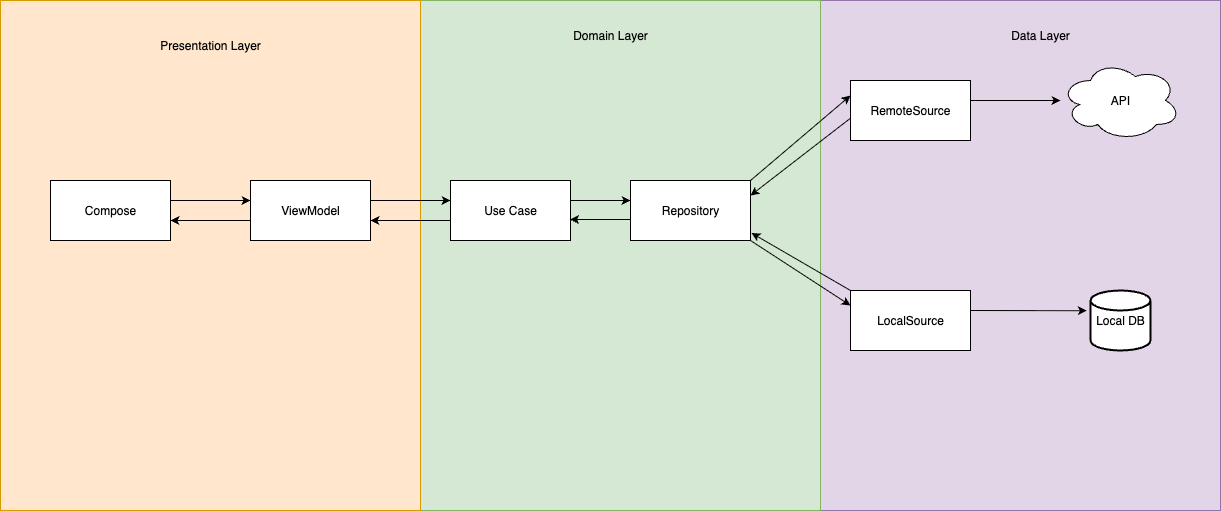 Presentation Layer
Domain Layer
Data Layer
Compose
ViewModel
Use Case
Repository
RemoteSource
API
LocalSource
Local DB